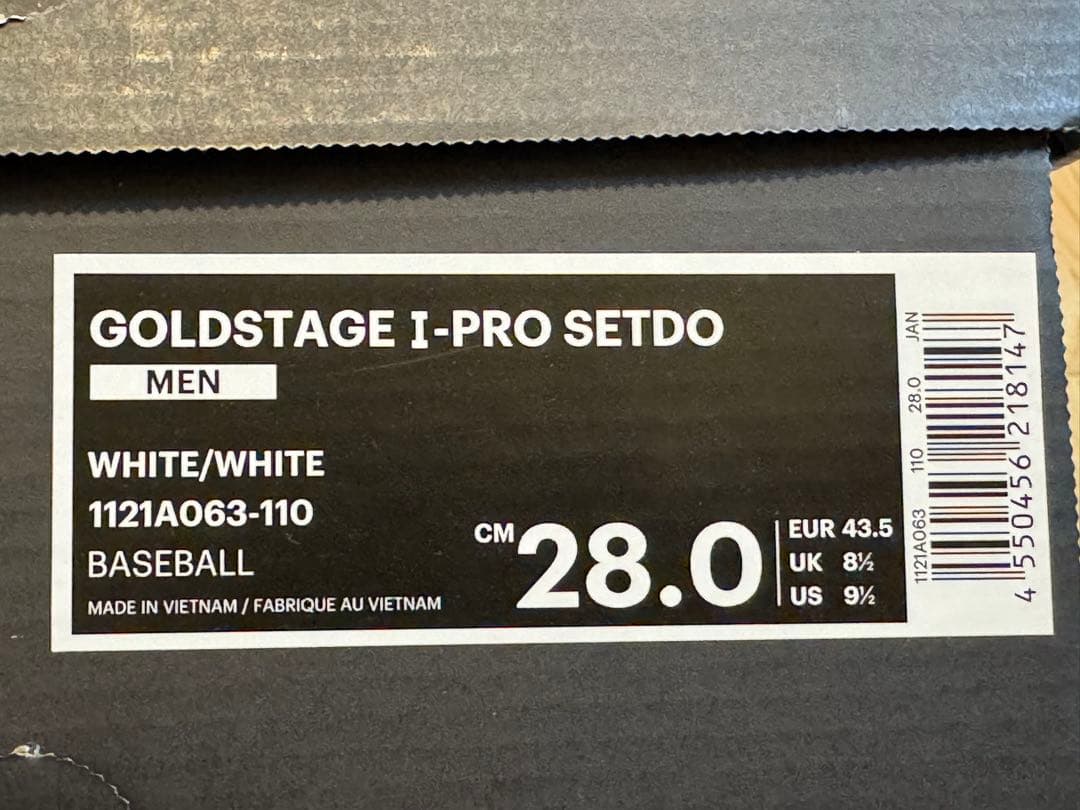 GOLDSTAGE I-PRO SETDO
MEN
WHITE/WHITE
1121A063-110
BASEBALL
MADE IN VIETNAM / FABRIQUE AU VIETNAM
CM 28.0
EUR 43.5
UK 8½
US 9½
1121A063 110 28.0 JAN
4 550456 218147